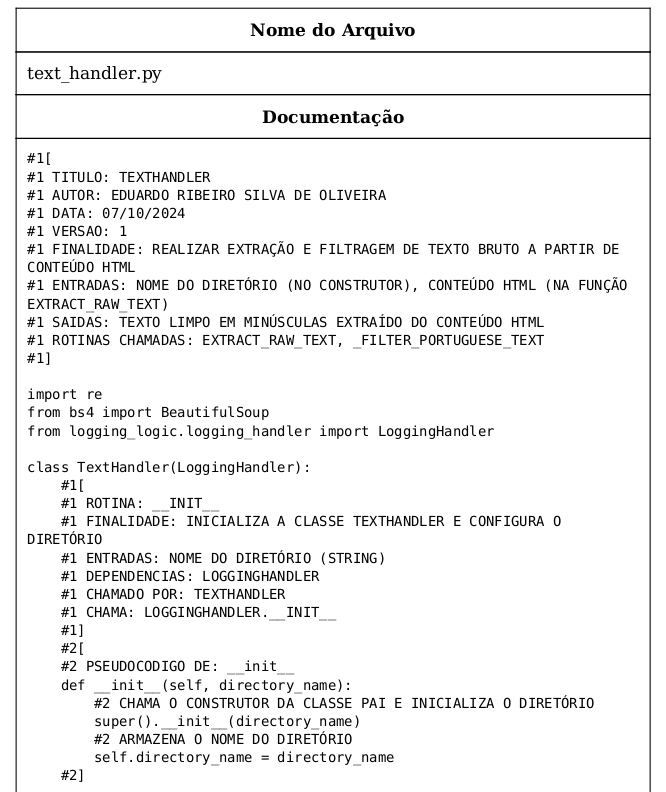 Nome do Arquivo
text_handler.py
Documentação
#1[
#1 TITULO: TEXTHANDLER
#1 AUTOR: EDUARDO RIBEIRO SILVA DE OLIVEIRA
#1 DATA: 07/10/2024
#1 VERSAO: 1
#1 FINALIDADE: REALIZAR EXTRAÇÃO E FILTRAGEM DE TEXTO BRUTO A PARTIR DE
CONTEÚDO HTML
#1 ENTRADAS: NOME DO DIRETÓRIO (NO CONSTRUTOR), CONTEÚDO HTML (NA FUNÇÃO
EXTRACT_RAW_TEXT)
#1 SAIDAS: TEXTO LIMPO EM MINÚSCULAS EXTRAÍDO DO CONTEÚDO HTML
#1 ROTINAS CHAMADAS: EXTRACT_RAW_TEXT, _FILTER_PORTUGUESE_TEXT
#1]

import re
from bs4 import BeautifulSoup
from logging_logic.logging_handler import LoggingHandler

class TextHandler(LoggingHandler):
    #1[
    #1 ROTINA: __INIT__
    #1 FINALIDADE: INICIALIZA A CLASSE TEXTHANDLER E CONFIGURA O
DIRETÓRIO
    #1 ENTRADAS: NOME DO DIRETÓRIO (STRING)
    #1 DEPENDENCIAS: LOGGINGHANDLER
    #1 CHAMADO POR: TEXTHANDLER
    #1 CHAMA: LOGGINGHANDLER.__INIT__
    #1]
    #2[
    #2 PSEUDOCODIGO DE: __init__
    def __init__(self, directory_name):
        #2 CHAMA O CONSTRUTOR DA CLASSE PAI E INICIALIZA O DIRETÓRIO
        super().__init__(directory_name)
        #2 ARMAZENA O NOME DO DIRETÓRIO
        self.directory_name = directory_name
    #2]